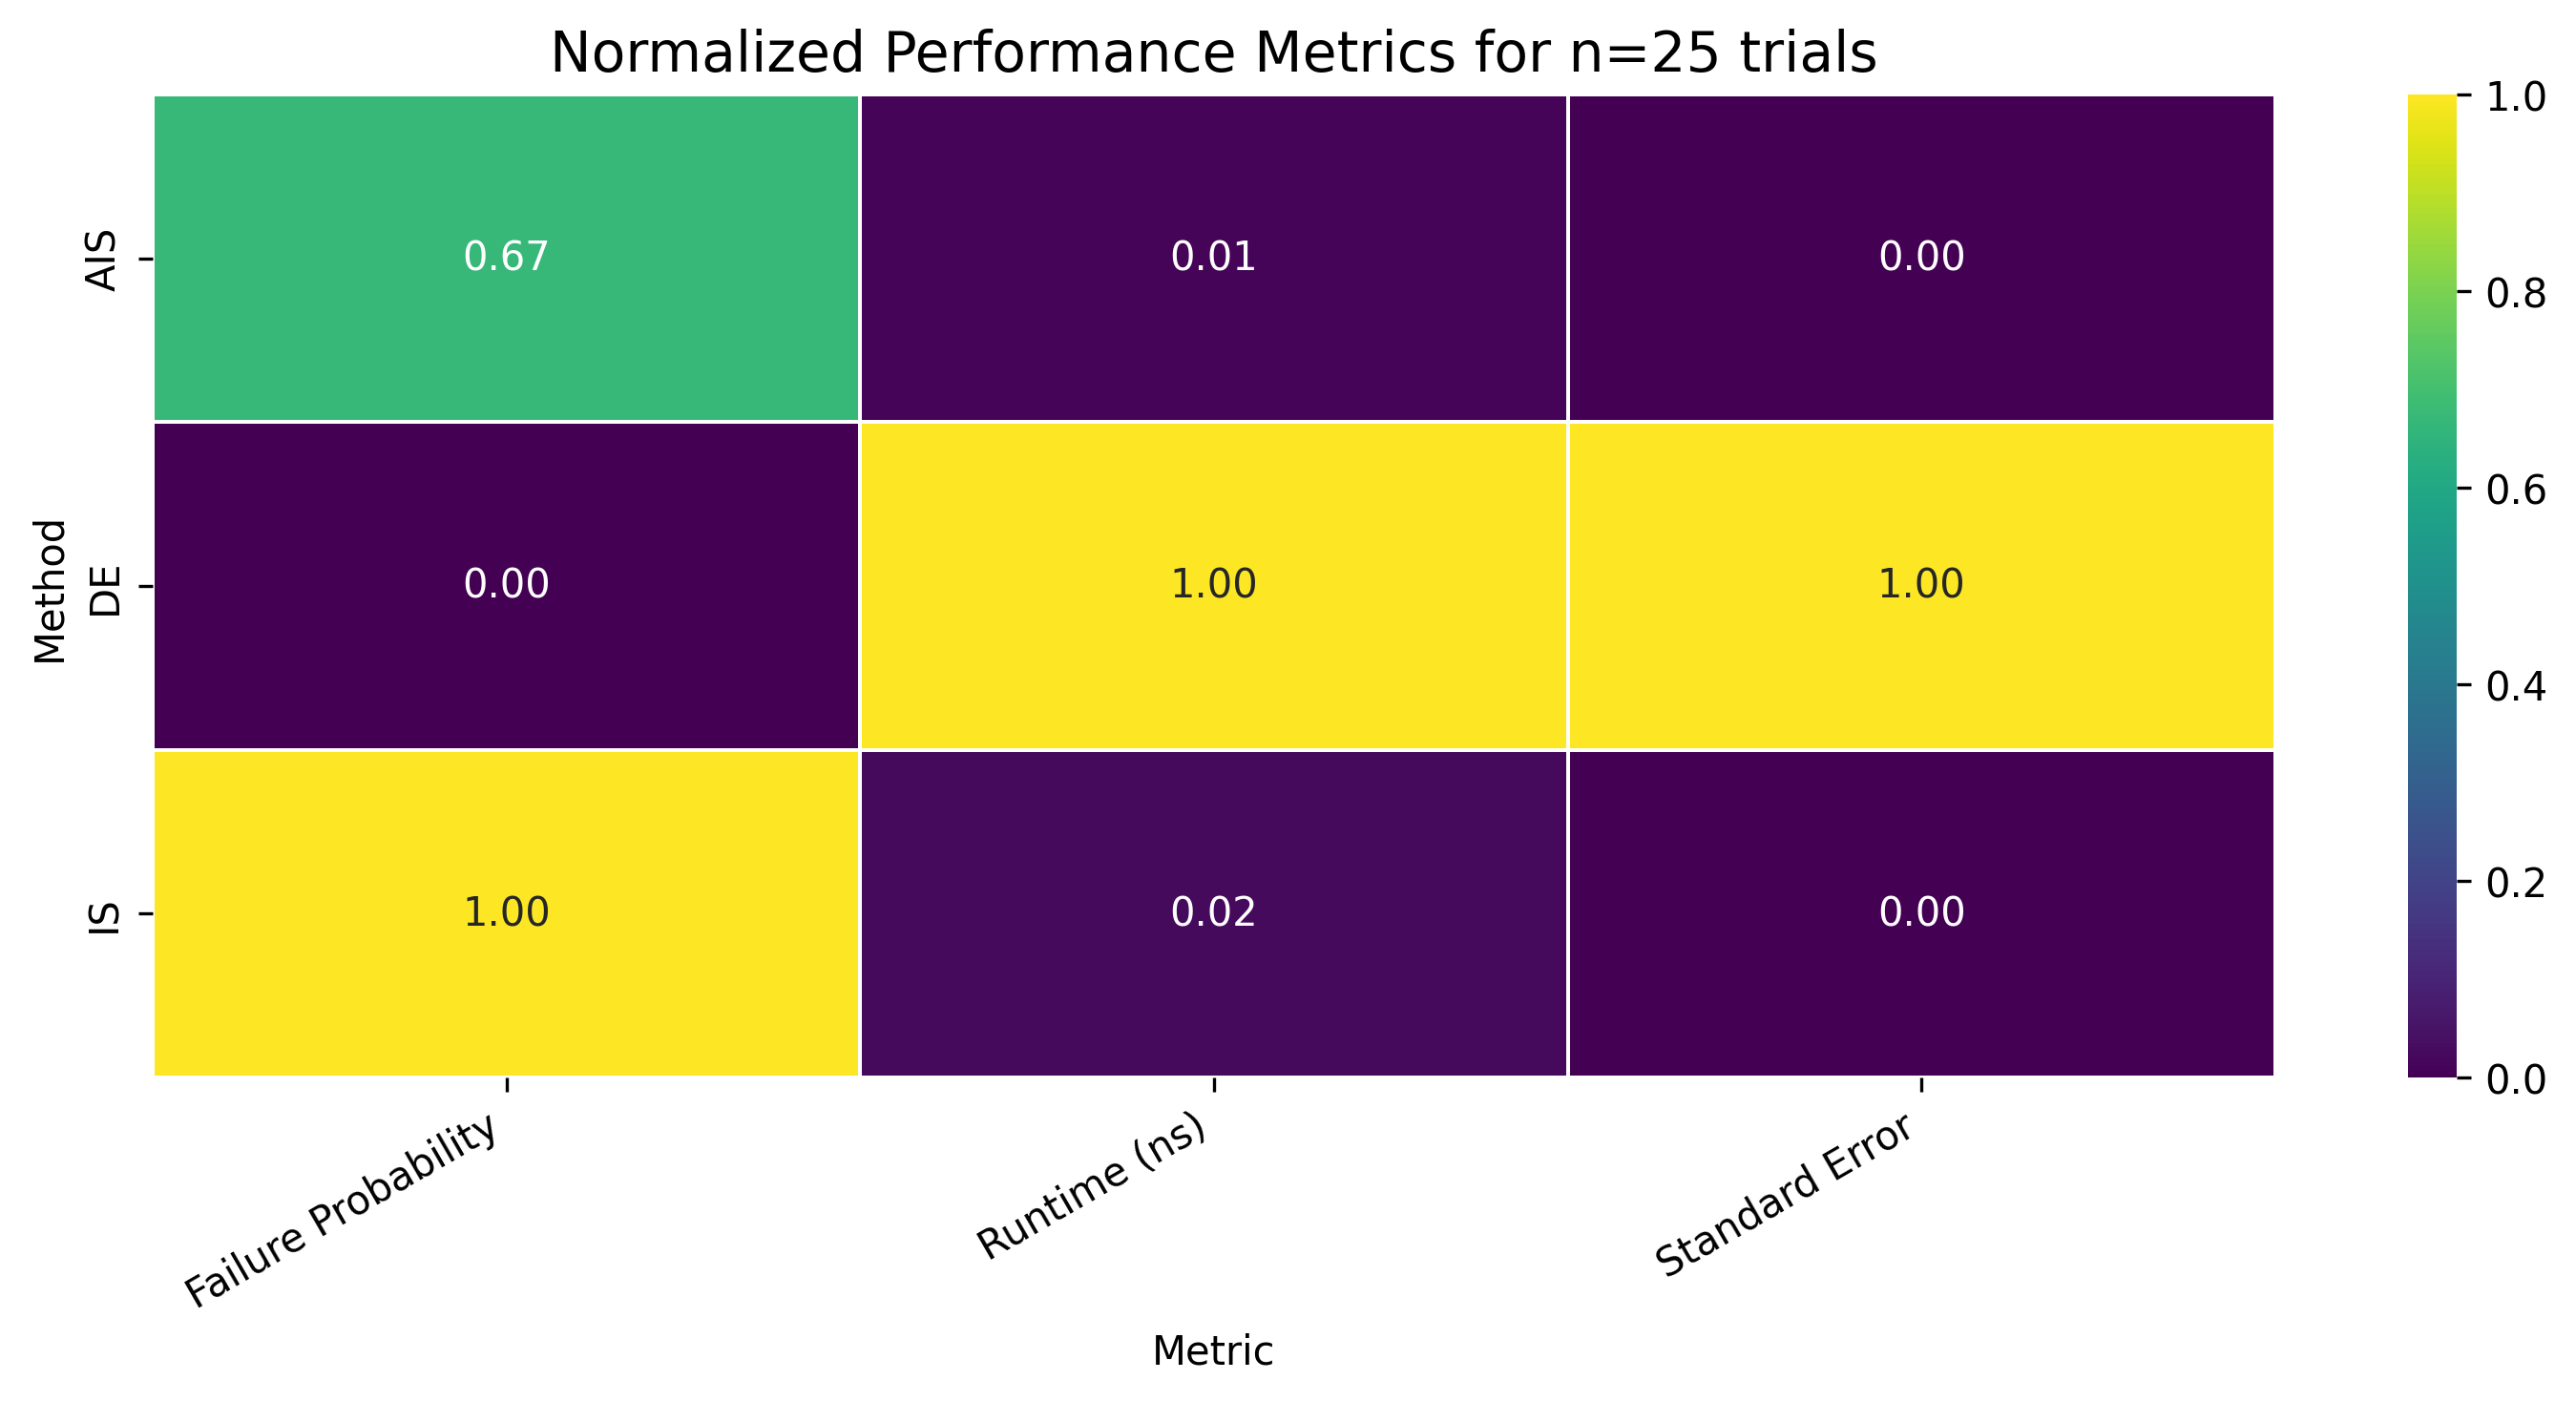 Normalized Performance Metrics for n=25 trials
Method
AIS
0.67
0.01
0.00
DE
0.00
1.00
1.00
IS
1.00
0.02
0.00
Failure Probability
Runtime (ns)
Standard Error
Metric
1.0
0.8
0.6
0.4
0.2
0.0